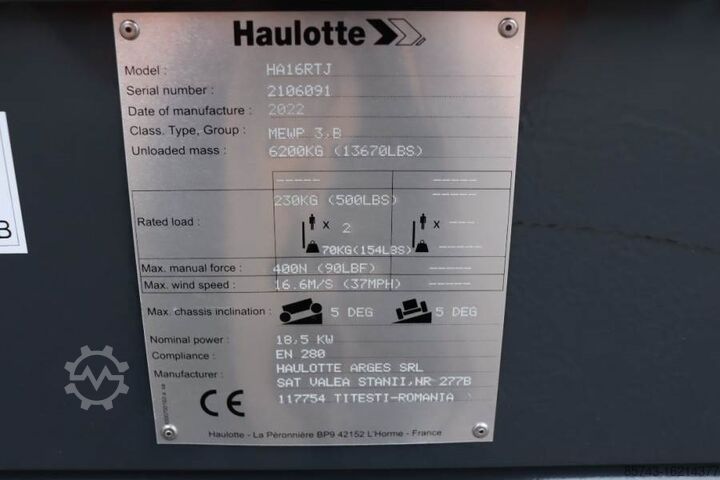 Haulotte
Model : HA16RTJ
Serial number : 2106091
Date of manufacture : 2022
Class. Type, Group : MEWP 3,B
Unloaded mass : 6200KG (13670LBS)
----- -----
230KG (500LBS) -----
Rated load : x 2 x -----
70KG(154LBS) -----
Max. manual force : 400N (90LBF) -----
Max. wind speed : 16.6M/S (37MPH) -----
Max. chassis inclination : 5 DEG 5 DEG
Nominal power : 18,5 KW
Compliance : EN 280
Manufacturer : HAULOTTE ARGES SRL
SAT VALEA STANII,NR 277B
117754 TITESTI-ROMANIA
CE
Haulotte - La Péronnière BP9 42152 L'Horme - France
B
85743-16214377